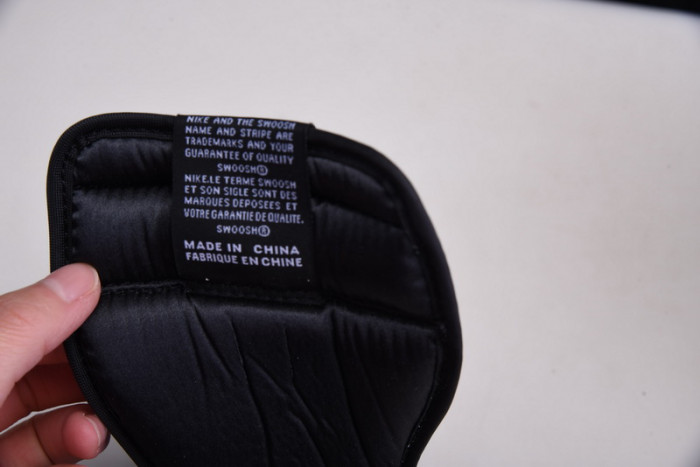 NIKE AND THE SWOOSH
NAME AND STRIPE ARE
TRADEMARKS AND YOUR
GUARANTEE OF QUALITY
SWOOSH®
NIKE.LE TERME SWOOSH
ET SON SIGLE SONT DES
MARQUES DEPOSEES ET
VOTRE GARANTIE DE QUALITE.
SWOOSH®
MADE IN CHINA
FABRIQUE EN CHINE